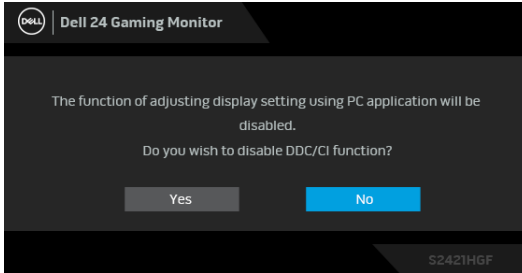 DELL
Dell 24 Gaming Monitor
The function of adjusting display setting using PC application will be
disabled.
Do you wish to disable DDC/CI function?
Yes No
S2421HGF